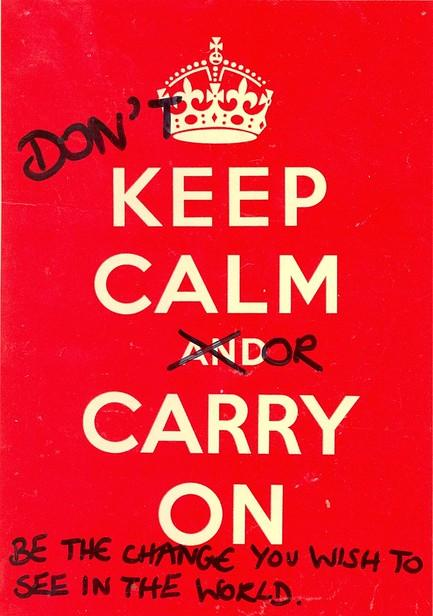 DON'T
KEEP
CALM
AND OR
CARRY
ON
BE THE CHANGE YOU WISH TO
SEE IN THE WORLD.